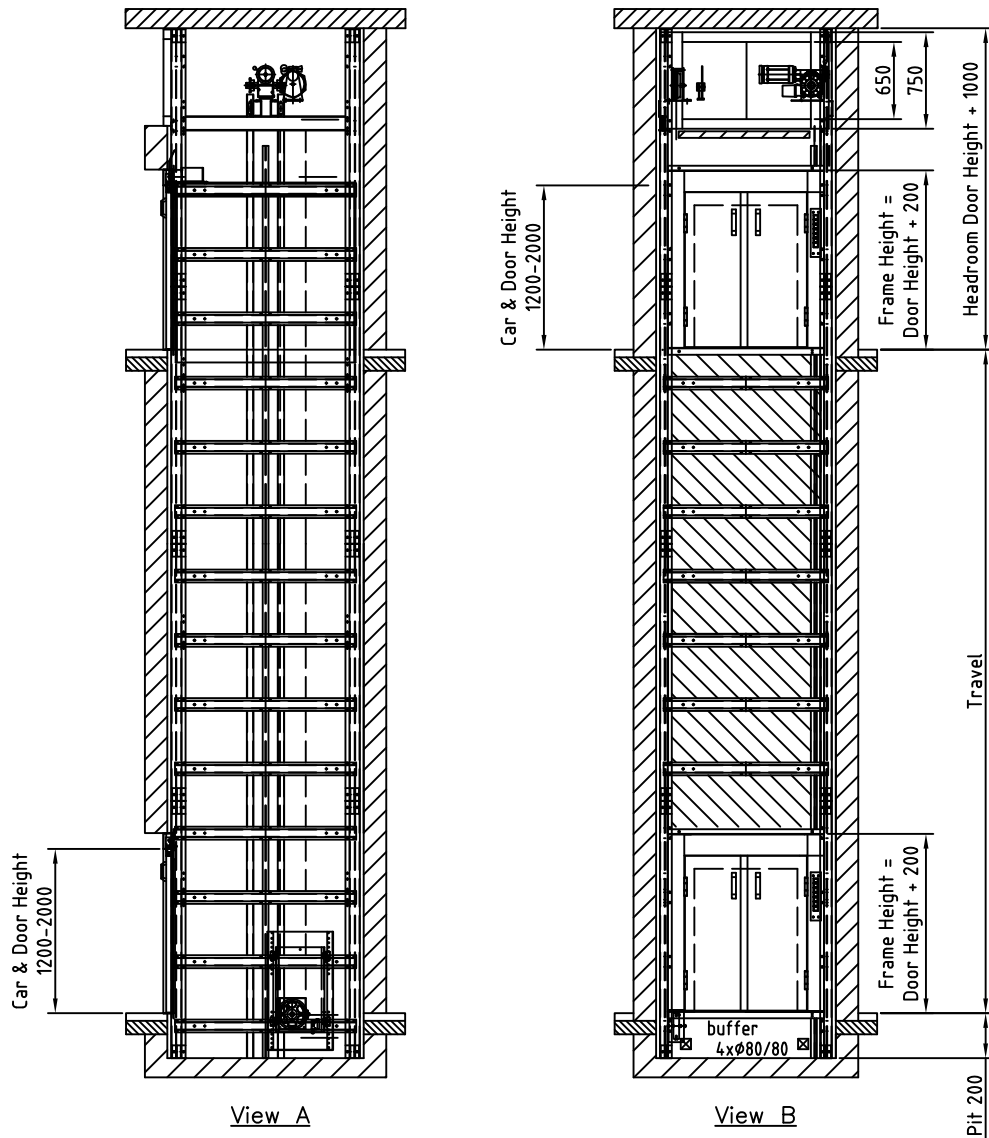 650
750
Headroom Door Height + 1000
Car & Door Height
1200-2000
Frame Height =
Door Height + 200
Travel
Car & Door Height
1200-2000
Frame Height =
Door Height + 200
buffer
4xØ80/80
Pit 200
View A
View B